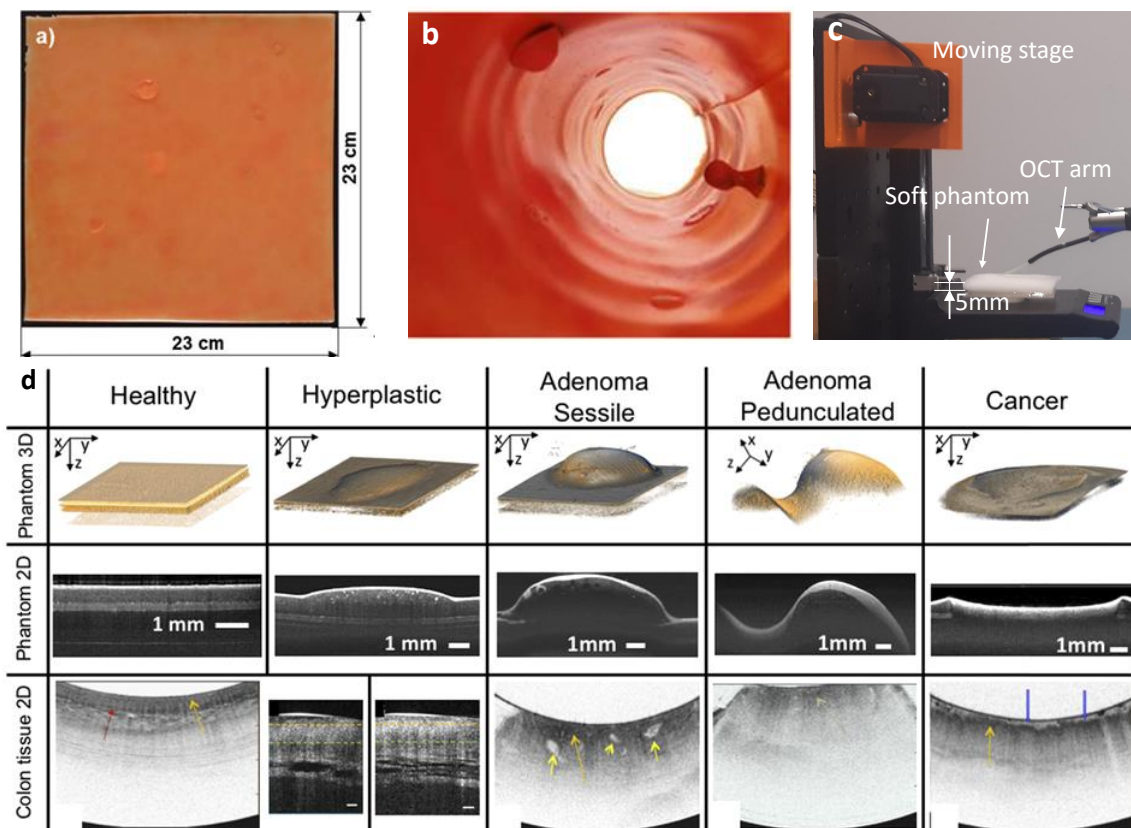 a)
23 cm
23 cm
b
c
Moving stage
OCT arm
Soft phantom
5mm
d
Healthy
Hyperplastic
Adenoma
Sessile
Adenoma
Pedunculated
Cancer
Phantom 3D
x
y
z
x
y
z
x
y
z
x
y
z
x
y
z
Phantom 2D
1 mm
1 mm
1mm
1mm
1mm
Colon tissue 2D